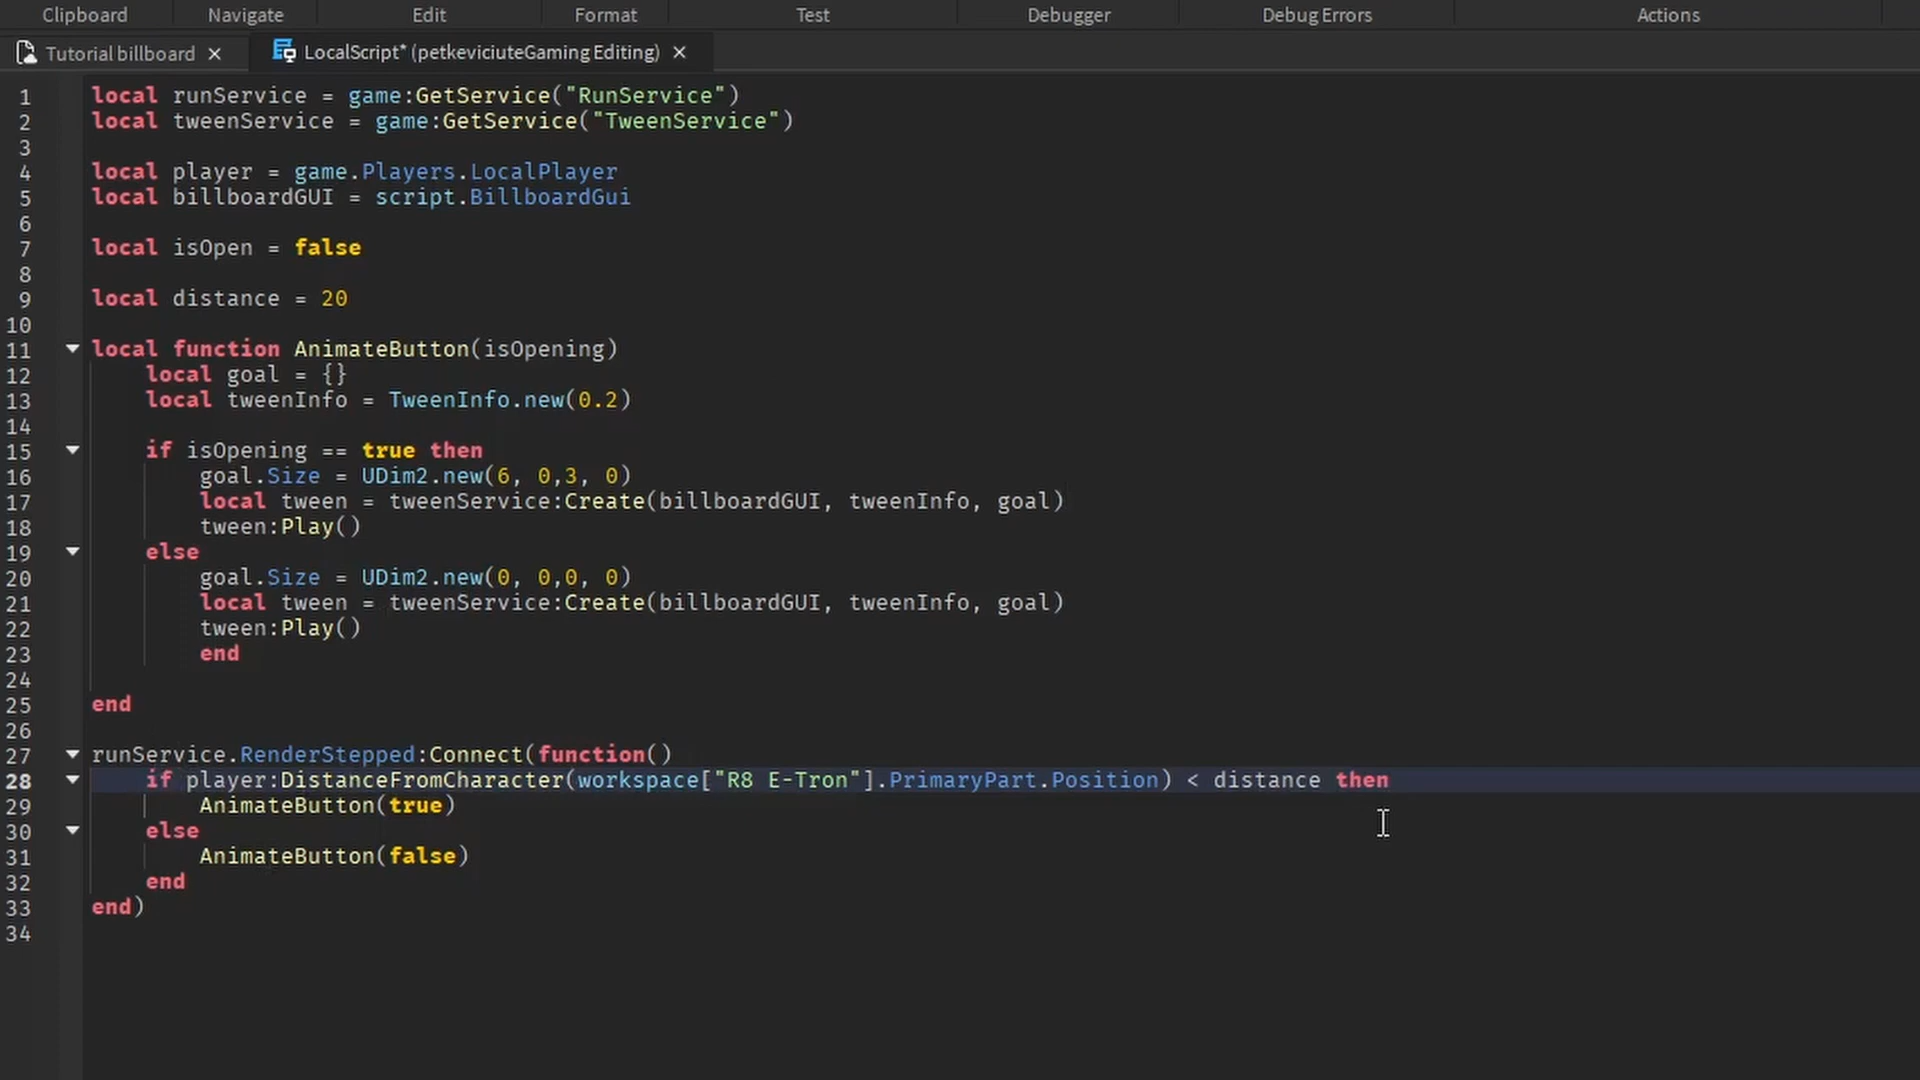 Clipboard Navigate Edit Format Test Debugger Debug Errors Actions
Tutorial billboard × LocalScript* (petkeviciuteGaming Editing) ×
1 local runService = game:GetService("RunService")
2 local tweenService = game:GetService("TweenService")
3
4 local player = game.Players.LocalPlayer
5 local billboardGUI = script.BillboardGui
6
7 local isOpen = false
8
9 local distance = 20
10
11 local function AnimateButton(isOpening)
12 local goal = {}
13 local tweenInfo = TweenInfo.new(0.2)
14
15 if isOpening == true then
16 goal.Size = UDim2.new(6, 0,3, 0)
17 local tween = tweenService:Create(billboardGUI, tweenInfo, goal)
18 tween:Play()
19 else
20 goal.Size = UDim2.new(0, 0,0, 0)
21 local tween = tweenService:Create(billboardGUI, tweenInfo, goal)
22 tween:Play()
23 end
24
25 end
26
27 runService.RenderStepped:Connect(function()
28 if player:DistanceFromCharacter(workspace["R8 E-Tron"].PrimaryPart.Position) < distance then
29 AnimateButton(true)
30 else
31 AnimateButton(false)
32 end
33 end)
34